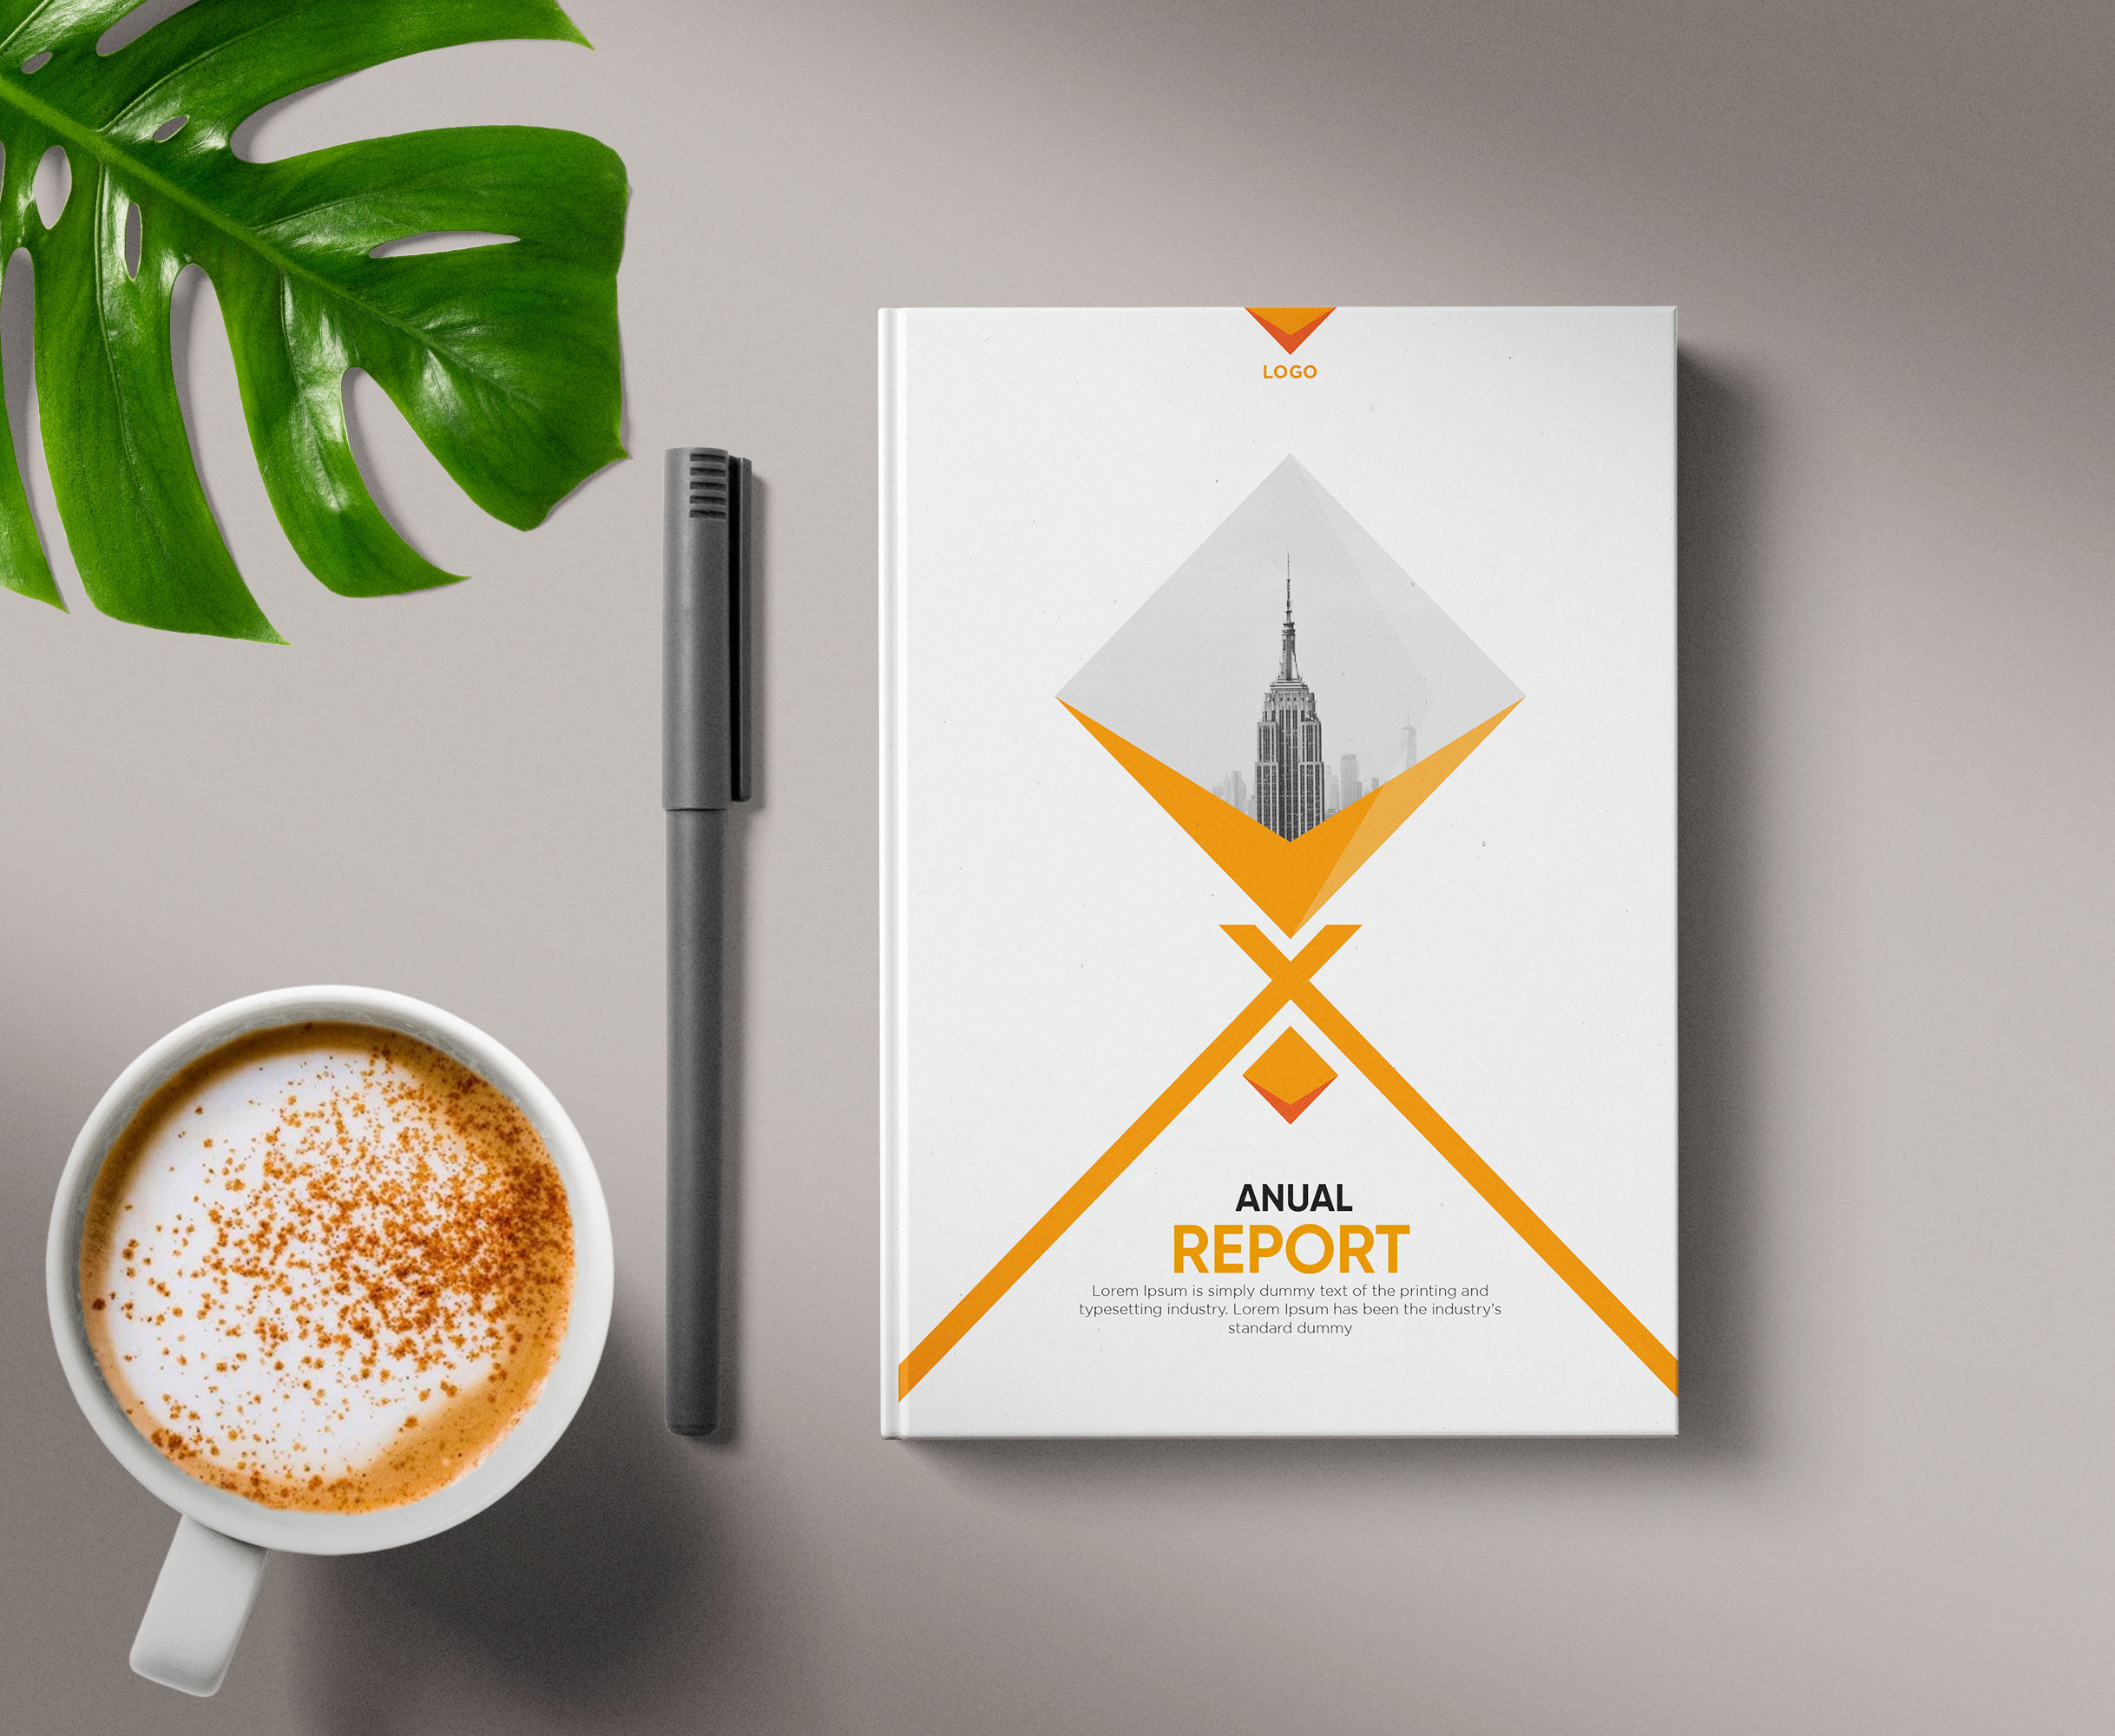 LOGO
ANUAL
REPORT
Lorem Ipsum is simply dummy text of the printing and
typesetting industry. Lorem Ipsum has been the industry's
standard dummy